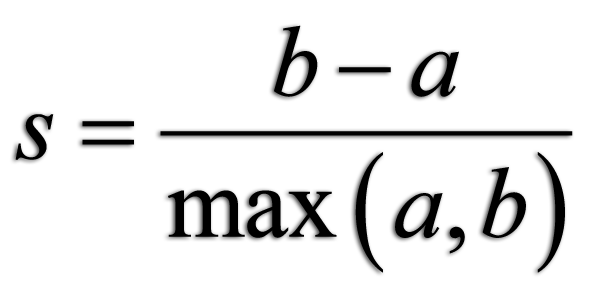 s = b − a
max(a, b)